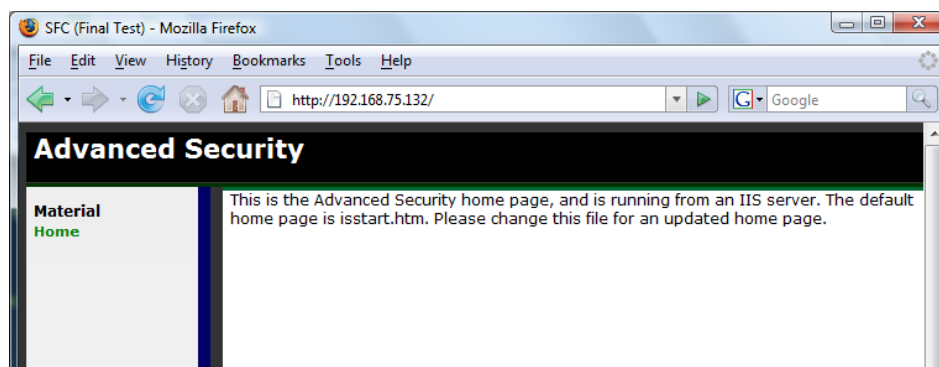 SFC (Final Test) - Mozilla Firefox
File Edit View History Bookmarks Tools Help
http://192.168.75.132/ G Google
Advanced Security
Material
Home
This is the Advanced Security home page, and is running from an IIS server. The default
home page is isstart.htm. Please change this file for an updated home page.